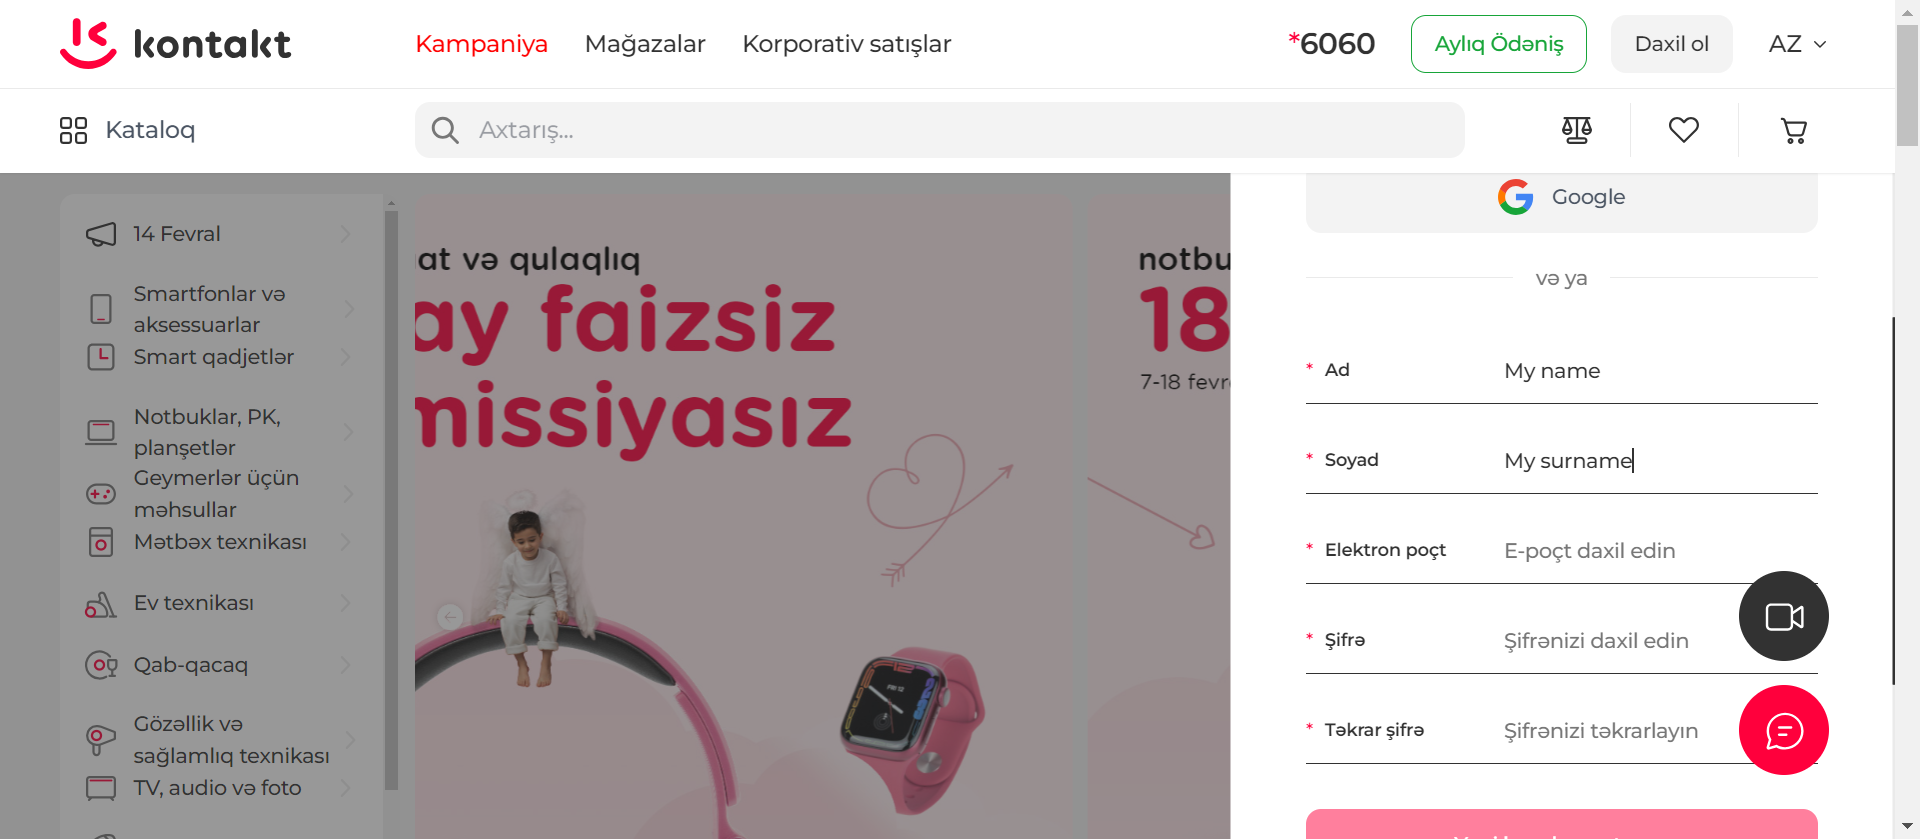 kontakt
Kampaniya
Mağazalar
Korporativ satışlar
*6060
Aylıq Ödəniş
Daxil ol
AZ
Kataloq
Axtarış...
14 Fevral
Smartfonlar və
aksessuarlar
Smart qadjetlər
Notbuklar, PK,
planşetlər
Geymerlər üçün
məhsullar
Mətbəx texnikası
Ev texnikası
Qab-qacaq
Gözəllik və
sağlamlıq texnikası
TV, audio və foto
at və qulaqlıq
ay faizsiz
missiyasız
notbu
18
7-18 fevr
Google
və ya
* Ad
My name
* Soyad
My surname
* Elektron poçt
E-poçt daxil edin
* Şifrə
Şifrənizi daxil edin
* Təkrar şifrə
Şifrənizi təkrarlayın